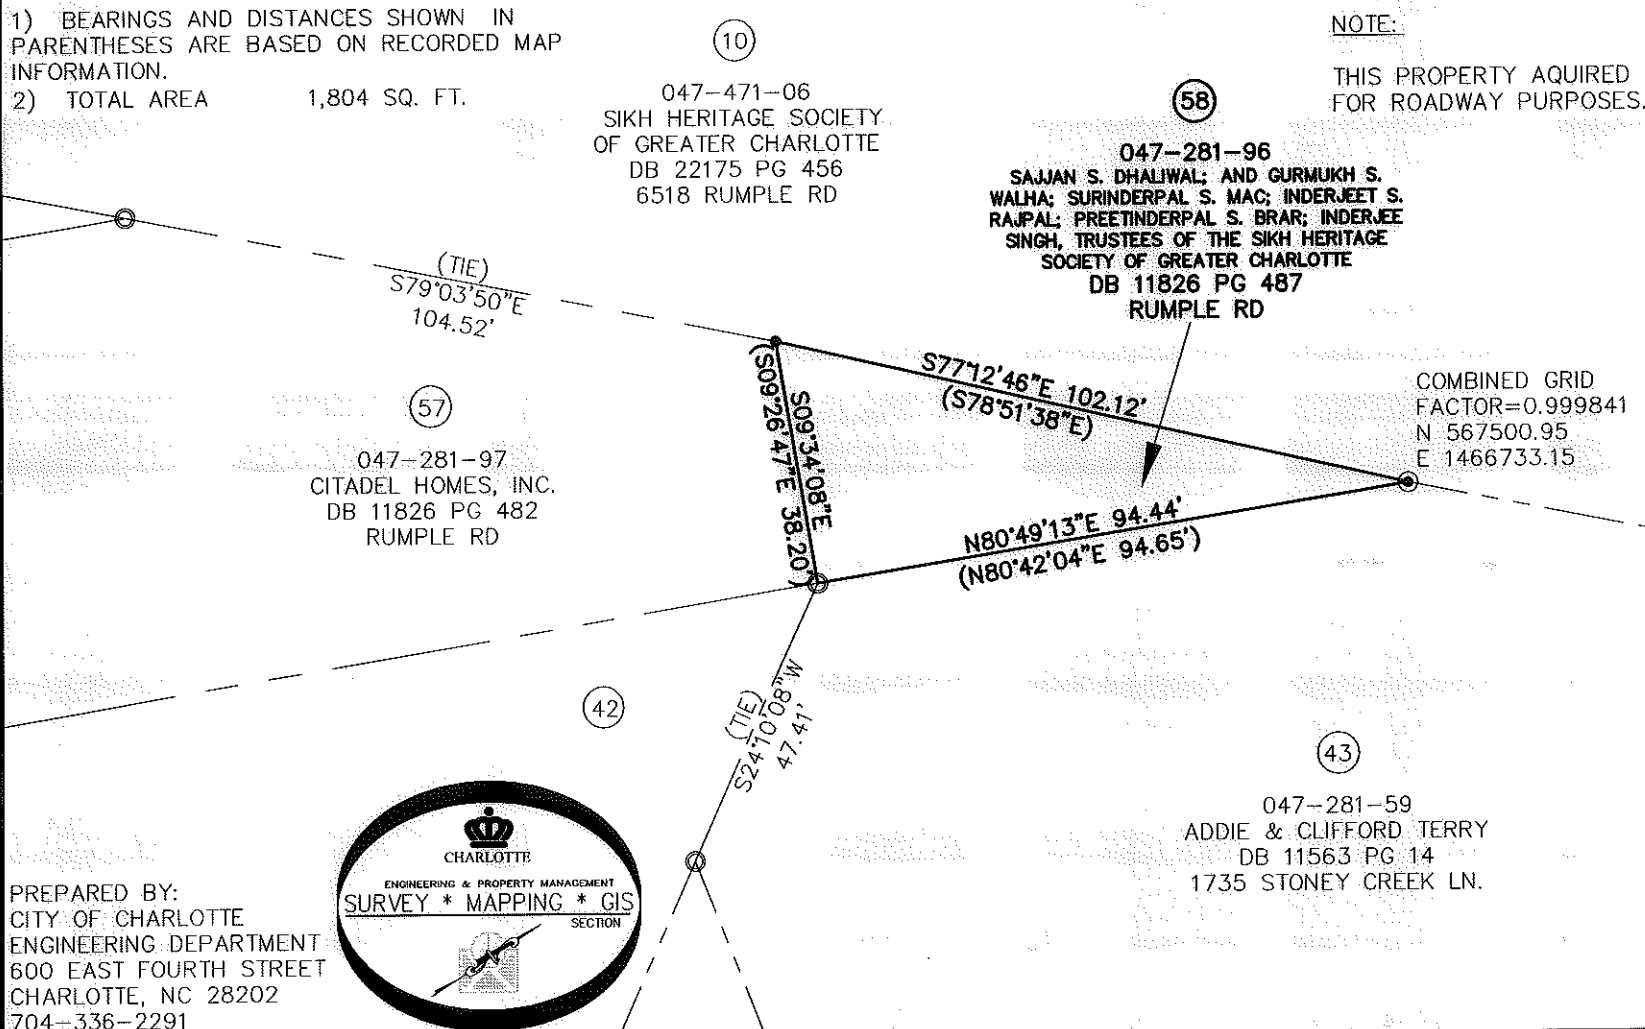 1) BEARINGS AND DISTANCES SHOWN IN
PARENTHESES ARE BASED ON RECORDED MAP
INFORMATION.
2) TOTAL AREA 1,804 SQ. FT.
10
047-471-06
SIKH HERITAGE SOCIETY
OF GREATER CHARLOTTE
DB 22175 PG 456
6518 RUMPLE RD
NOTE:
THIS PROPERTY AQUIRED
FOR ROADWAY PURPOSES.
58
047-281-96
SAJJAN S. DHALIWAL; AND GURMUKH S.
WALHA; SURINDERPAL S. MAC; INDERJEET S.
RAJPAL; PREETINDERPAL S. BRAR; INDERJEE
SINGH, TRUSTEES OF THE SIKH HERITAGE
SOCIETY OF GREATER CHARLOTTE
DB 11826 PG 487
RUMPLE RD
(TIE)
S79°03'50"E
104.52'
S77°12'46"E 102.12'
(S78°51'38"E)
S09°34'08"E
(S09°26'47"E 38.20')
N80°49'13"E 94.44'
(N80°42'04"E 94.65')
COMBINED GRID
FACTOR=0.999841
N 567500.95
E 1466733.15
57
047-281-97
CITADEL HOMES, INC.
DB 11826 PG 482
RUMPLE RD
42
(TIE)
S24°10'08"W
47.41'
43
047-281-59
ADDIE & CLIFFORD TERRY
DB 11563 PG 14
1735 STONEY CREEK LN.
CHARLOTTE
ENGINEERING & PROPERTY MANAGEMENT
SURVEY * MAPPING * GIS
SECTION
PREPARED BY:
CITY OF CHARLOTTE
ENGINEERING DEPARTMENT
600 EAST FOURTH STREET
CHARLOTTE, NC 28202
704-336-2291